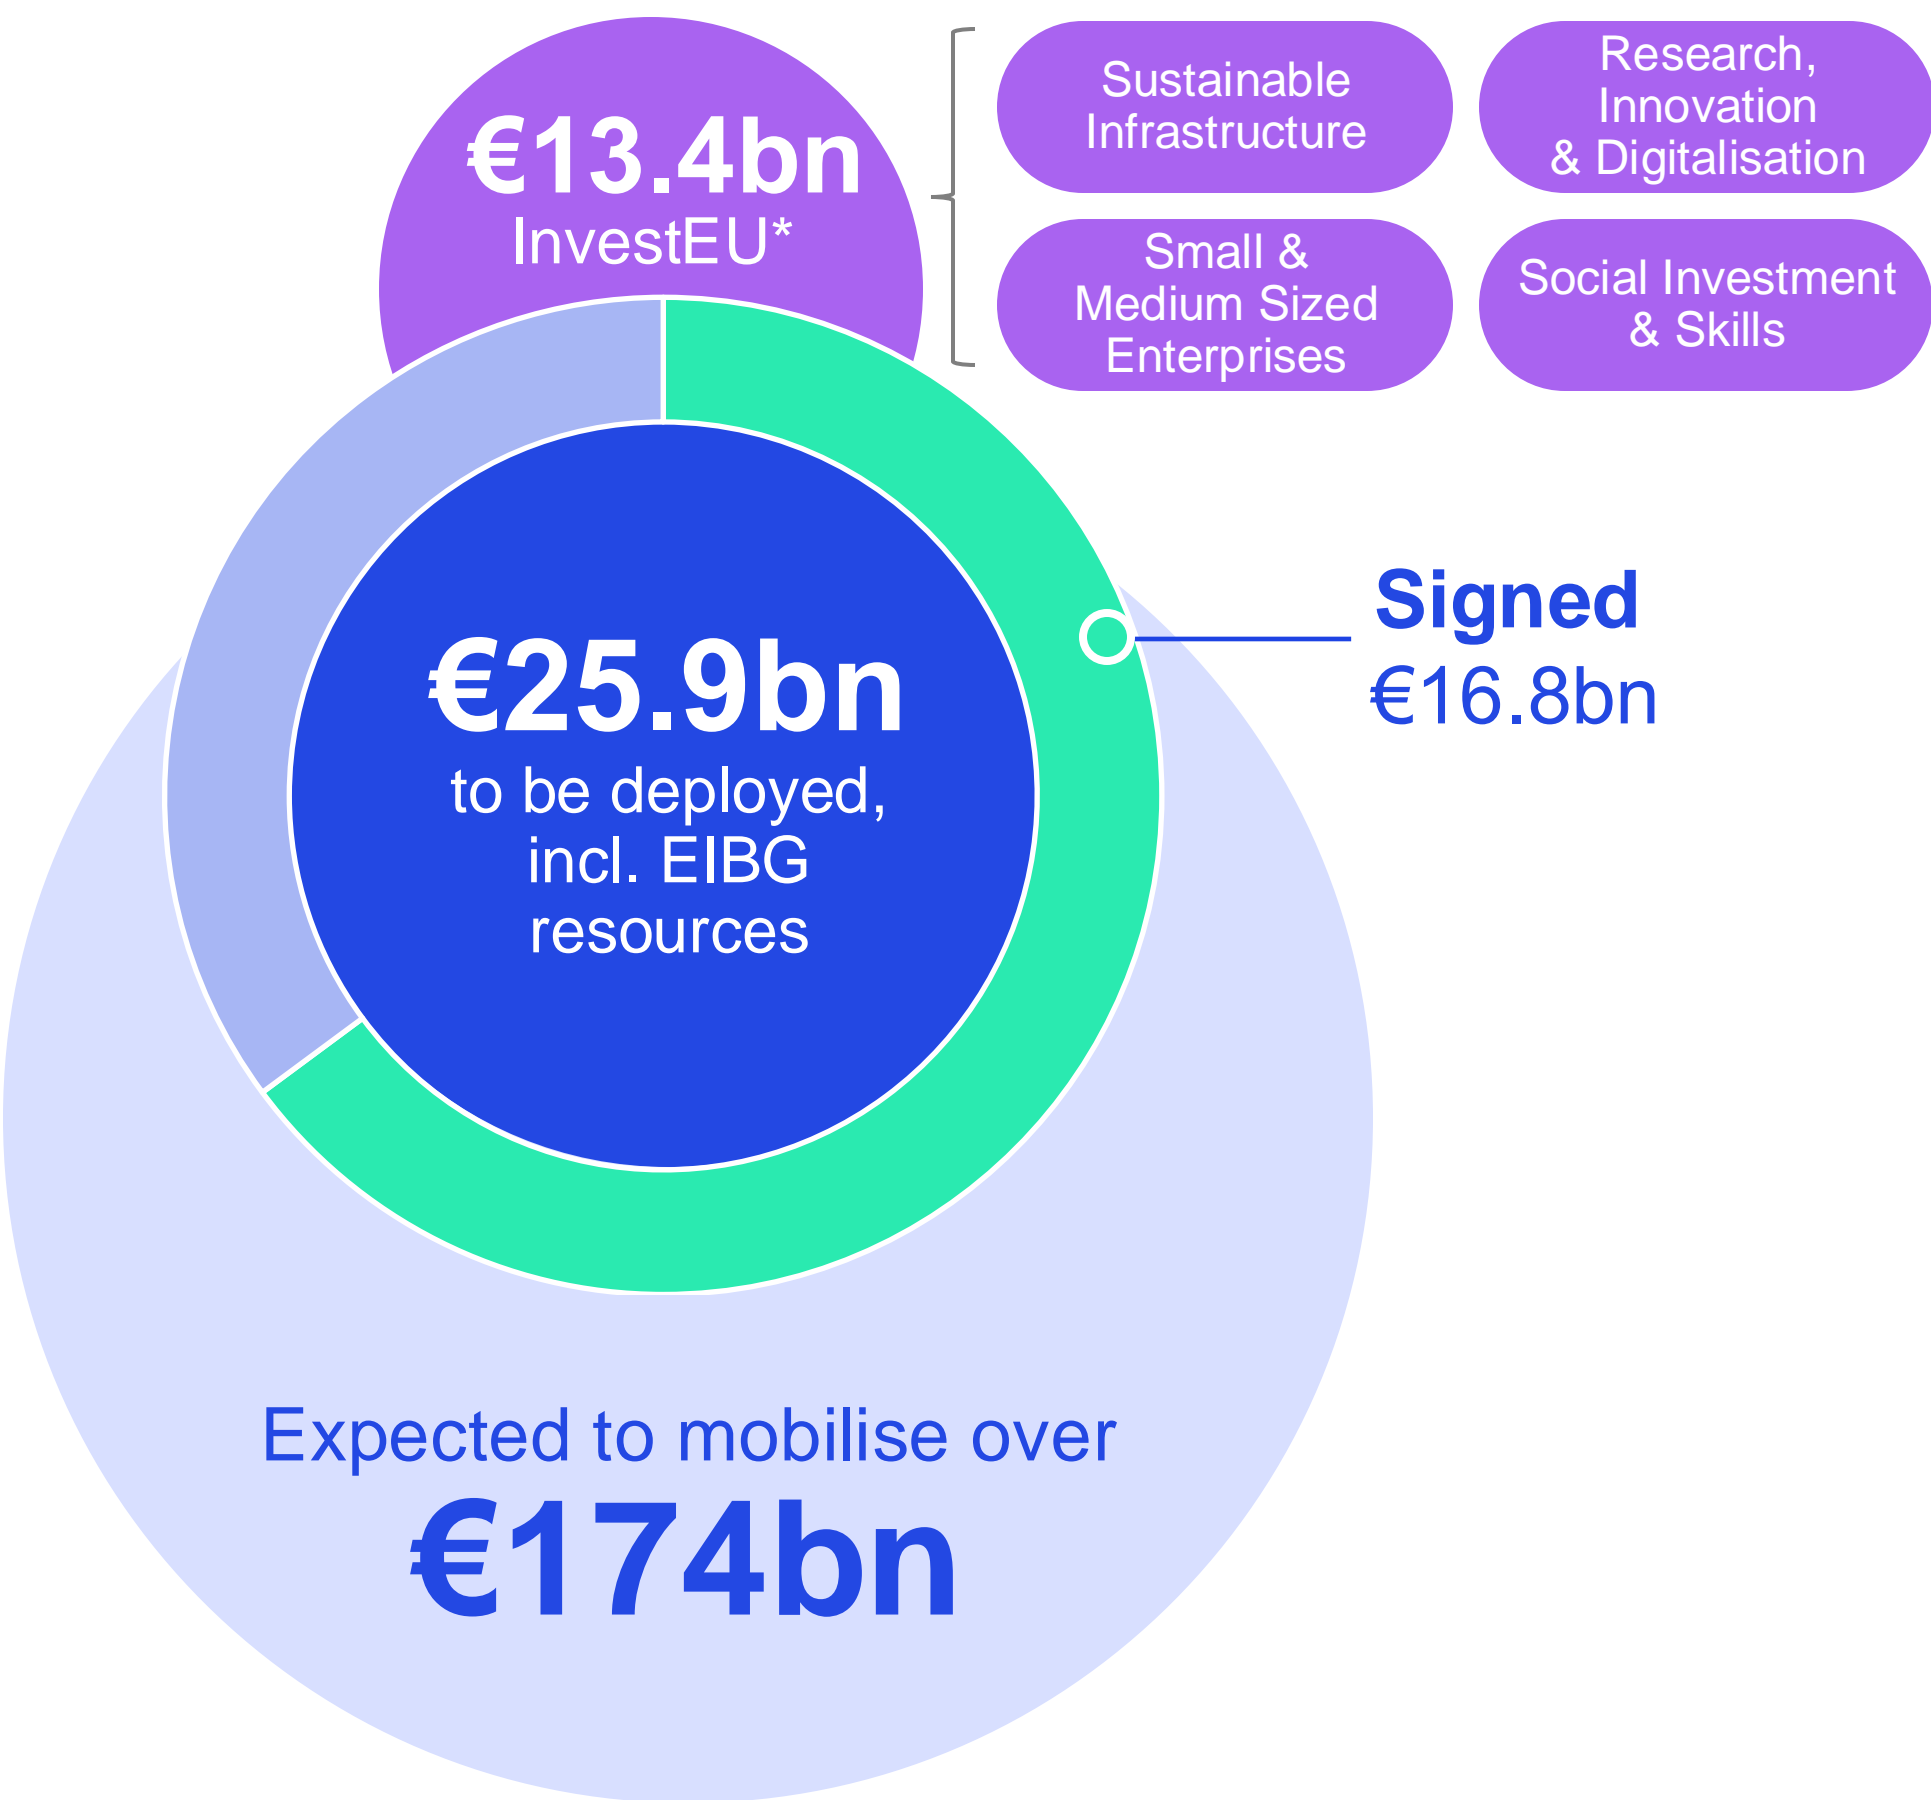 €13.4bn
InvestEU*
Sustainable
Infrastructure
Research,
Innovation
& Digitalisation
Small &
Medium Sized
Enterprises
Social Investment
& Skills
€25.9bn
to be deployed,
incl. EIBG
resources
Signed
€16.8bn
Expected to mobilise over
€174bn